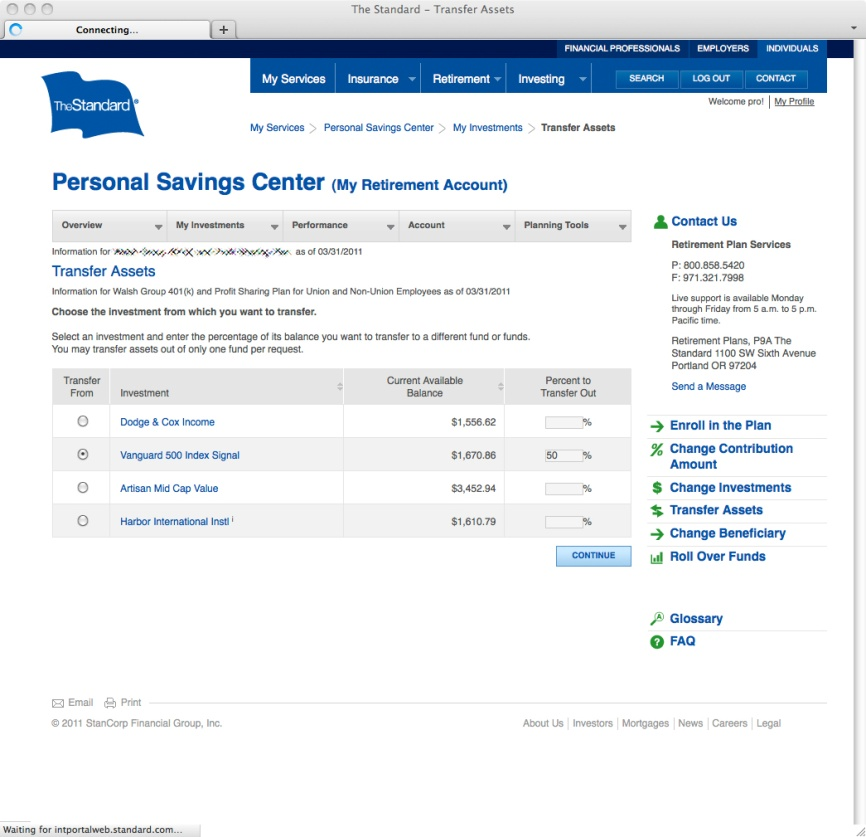 The Standard – Transfer Assets
Connecting...
FINANCIAL PROFESSIONALS EMPLOYERS INDIVIDUALS
TheStandard®
My Services Insurance Retirement Investing SEARCH LOG OUT CONTACT
Welcome pro! My Profile
My Services Personal Savings Center My Investments Transfer Assets
Personal Savings Center (My Retirement Account)
Overview My Investments Performance Account Planning Tools
Information for as of 03/31/2011
Transfer Assets
Information for Walsh Group 401(k) and Profit Sharing Plan for Union and Non-Union Employees as of 03/31/2011
Choose the investment from which you want to transfer.
Select an investment and enter the percentage of its balance you want to transfer to a different fund or funds.
You may transfer assets out of only one fund per request.
Transfer From Investment Current Available Balance Percent to Transfer Out
Dodge & Cox Income $1,556.62 %
Vanguard 500 Index Signal $1,670.86 50 %
Artisan Mid Cap Value $3,452.94 %
Harbor International Instl i $1,610.79 %
CONTINUE
Contact Us
Retirement Plan Services
P: 800.858.5420
F: 971.321.7998
Live support is available Monday
through Friday from 5 a.m. to 5 p.m.
Pacific time.
Retirement Plans, P9A The
Standard 1100 SW Sixth Avenue
Portland OR 97204
Send a Message
Enroll in the Plan
% Change Contribution
Amount
$ Change Investments
Transfer Assets
Change Beneficiary
Roll Over Funds
Glossary
? FAQ
Email Print
© 2011 StanCorp Financial Group, Inc.
About Us Investors Mortgages News Careers Legal
Waiting for intportalweb.standard.com...